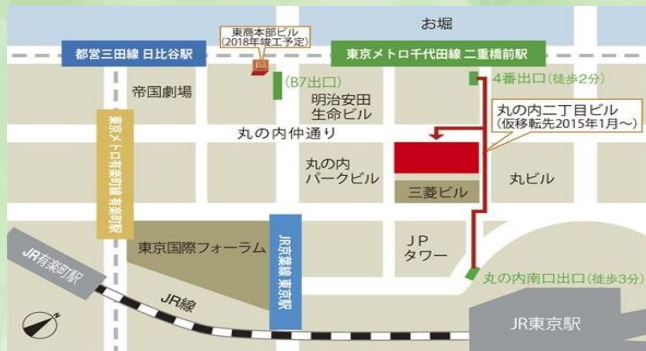 お堀
東商本部ビル
(2018年竣工予定)
都営三田線 日比谷駅
東京メトロ千代田線 二重橋前駅
帝国劇場
(B7出口)
明治安田
生命ビル
4番出口(徒歩2分)
丸の内二丁目ビル
(仮移転先2015年1月~)
丸の内仲通り
東京メトロ有楽町線 有楽町駅
丸の内
パークビル
三菱ビル
丸ビル
東京国際フォーラム
JR京葉線 東京駅
JP
タワー
JR有楽町駅
丸の内南口出口(徒歩3分)
JR線
JR東京駅